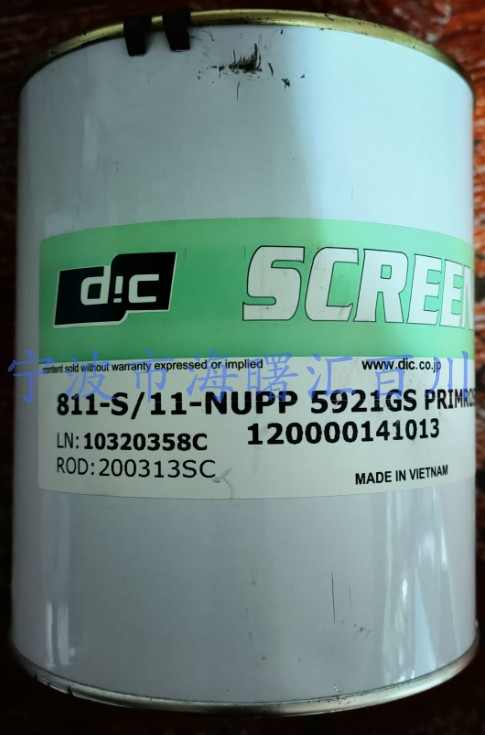 dic
SCREEN
content sold without warranty expressed or implied
www.dic.co.jp
宁波市海曙汇百川
811-S/11-NUPP 5921GS PRIMROS
LN: 10320358C 120000141013
ROD: 200313SC
MADE IN VIETNAM